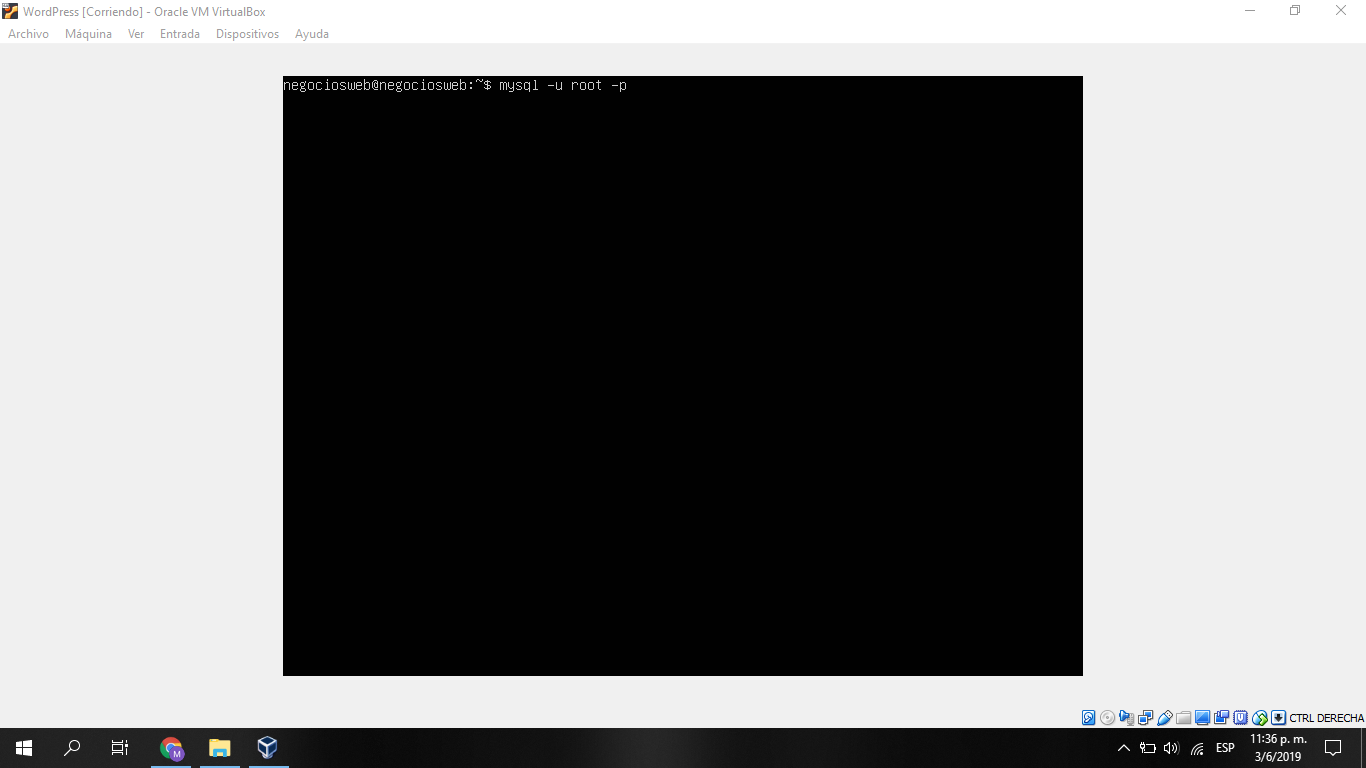 WordPress [Corriendo] - Oracle VM VirtualBox
Archivo Máquina Ver Entrada Dispositivos Ayuda
negociosweb@negociosweb:~$ mysql -u root -p
CTRL DERECHA
M
ESP
11:36 p. m.
3/6/2019